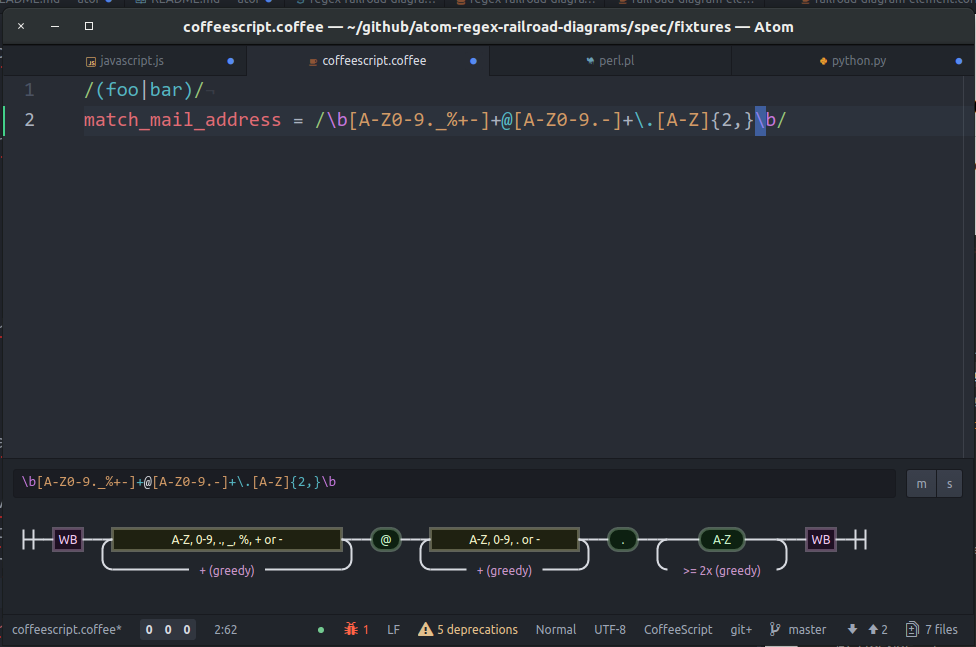 coffeescript.coffee — ~/github/atom-regex-railroad-diagrams/spec/fixtures — Atom
javascript.js coffeescript.coffee perl.pl python.py
1 /(foo|bar)/¬
2 match_mail_address = /\b[A-Z0-9._%+-]+@[A-Z0-9.-]+\.[A-Z]{2,}\b/
\b[A-Z0-9._%+-]+@[A-Z0-9.-]+\.[A-Z]{2,}\b m s
WB A-Z, 0-9, ., _, %, + or - @ A-Z, 0-9, . or - . A-Z WB
+ (greedy) + (greedy) >= 2x (greedy)
coffeescript.coffee* 0 0 0 2:62 1 LF 5 deprecations Normal UTF-8 CoffeeScript git+ master 2 7 files